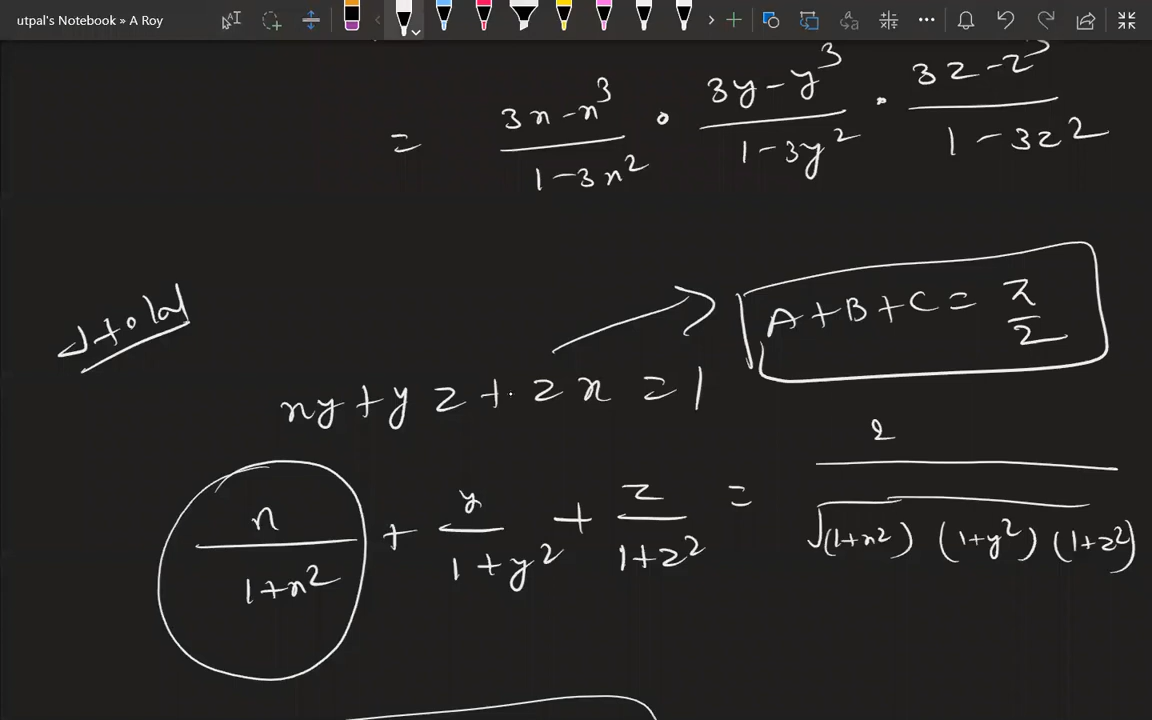 utpal's Notebook » A Roy
= 3x-x³/1-3x² · 3y-y³/1-3y² · 3z-z³/1-3z²
A+B+C = π/2
xy+yz+zx = 1
x/1+x² + y/1+y² + z/1+z² = 2/√(1+x²)(1+y²)(1+z²)